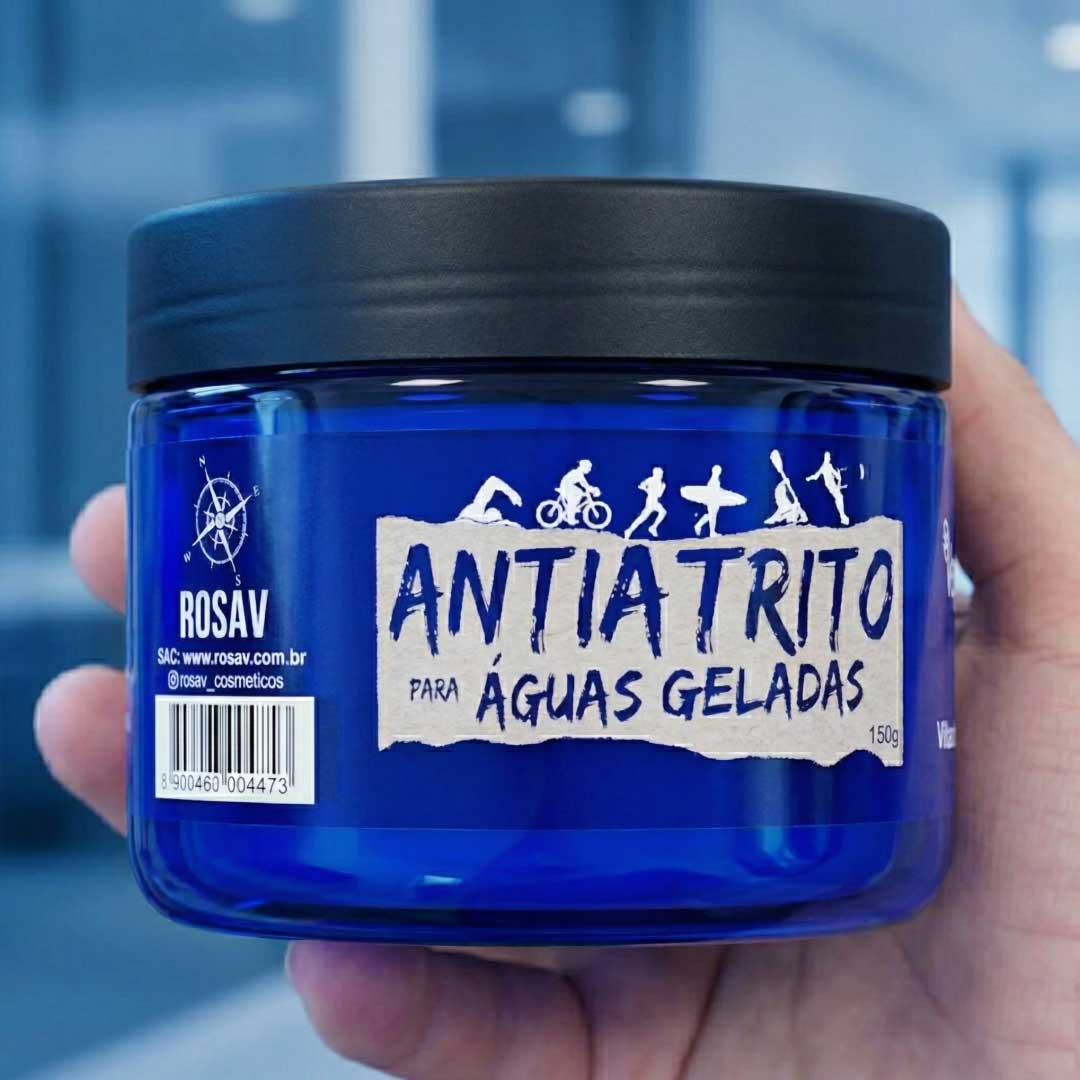 N
E
W
S
ROSAV
SAC: www.rosav.com.br
rosav_cosmeticos
8 900460 004473
ANTIATRITO
PARA ÁGUAS GELADAS
150g